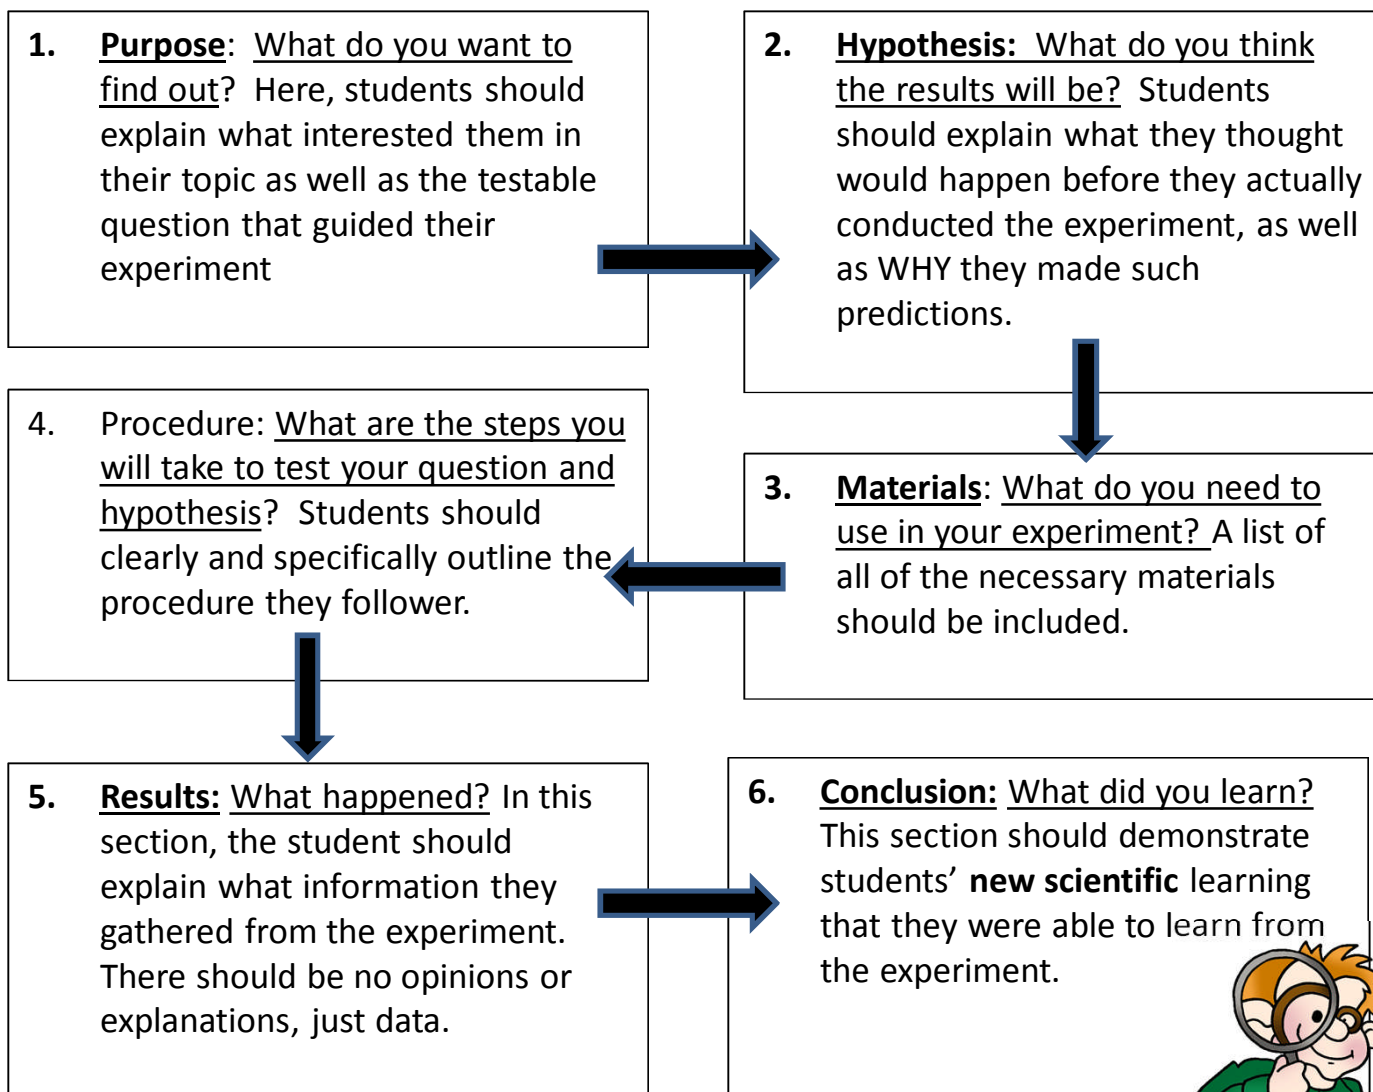 1. Purpose: What do you want to
find out? Here, students should
explain what interested them in
their topic as well as the testable
question that guided their
experiment
2. Hypothesis: What do you think
the results will be? Students
should explain what they thought
would happen before they actually
conducted the experiment, as well
as WHY they made such
predictions.
3. Materials: What do you need to
use in your experiment? A list of
all of the necessary materials
should be included.
4. Procedure: What are the steps you
will take to test your question and
hypothesis? Students should
clearly and specifically outline the
procedure they follower.
5. Results: What happened? In this
section, the student should
explain what information they
gathered from the experiment.
There should be no opinions or
explanations, just data.
6. Conclusion: What did you learn?
This section should demonstrate
students’ new scientific learning
that they were able to learn from
the experiment.